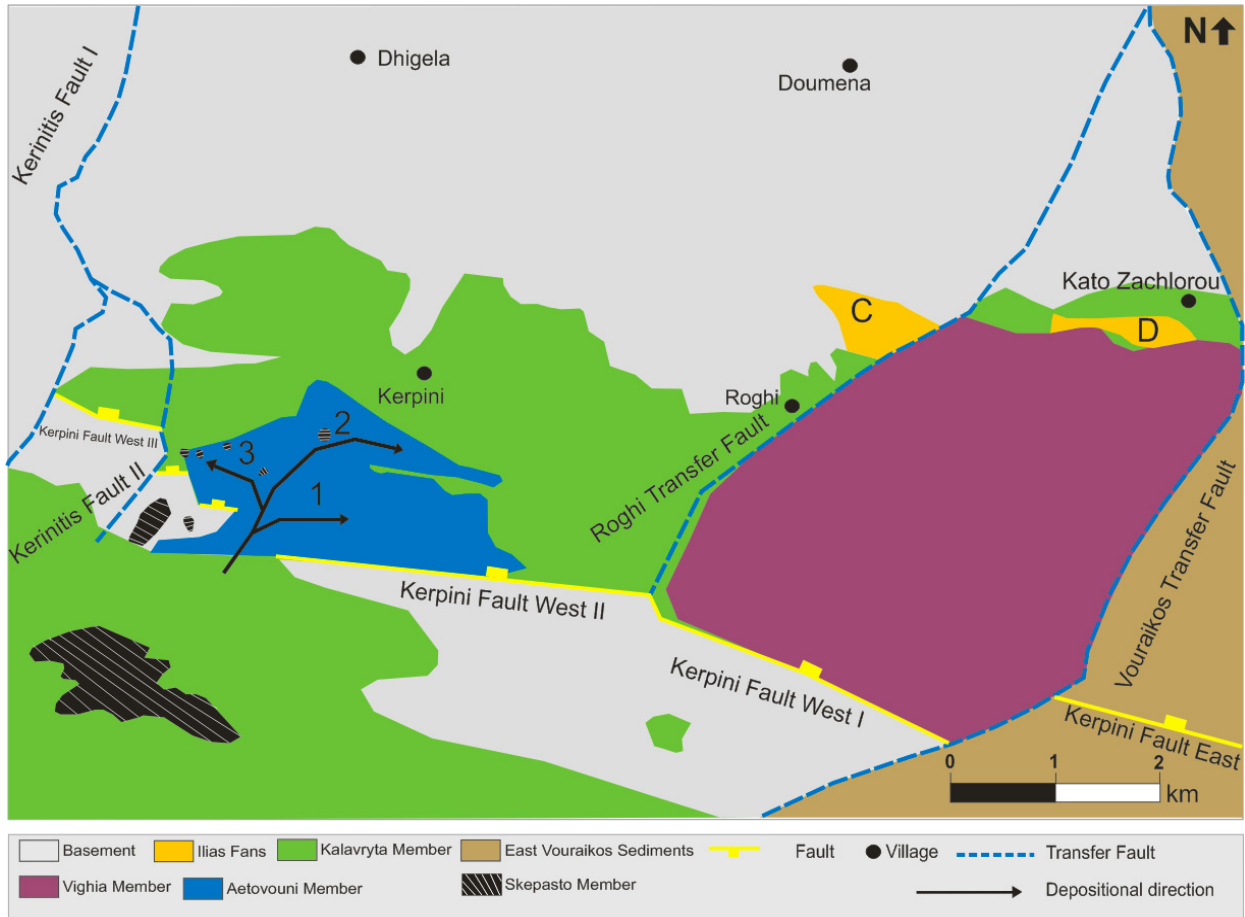 N
Kerinitis Fault I
Dhigela
Doumena
Kato Zachlorou
C
D
Kerpini
Roghi
Kerpini Fault West III
Kerinitis Fault II
3
2
1
Roghi Transfer Fault
Vouraikos Transfer Fault
Kerpini Fault West II
Kerpini Fault West I
Kerpini Fault East
0 1 2
km
Basement Ilias Fans Kalavryta Member East Vouraikos Sediments Fault Village Transfer Fault
Vighia Member Aetovouni Member Skepasto Member Depositional direction